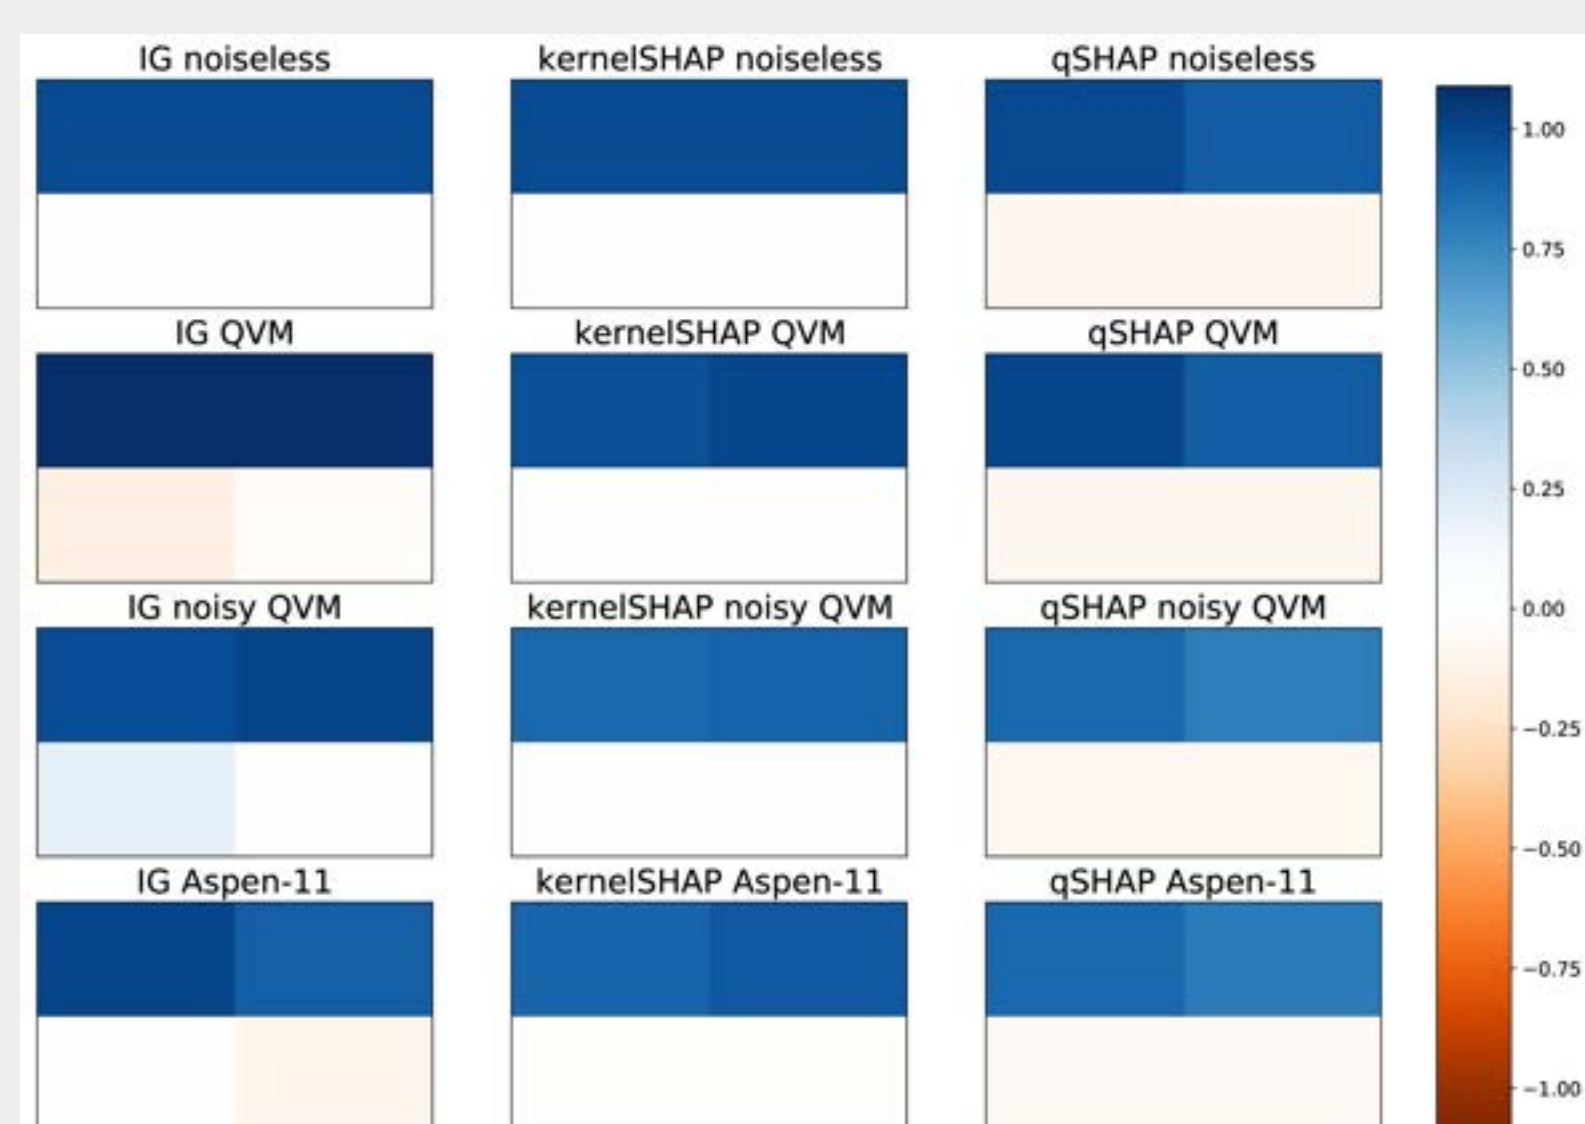 IG noiseless
kernelSHAP noiseless
qSHAP noiseless
IG QVM
kernelSHAP QVM
qSHAP QVM
IG noisy QVM
kernelSHAP noisy QVM
qSHAP noisy QVM
IG Aspen-11
kernelSHAP Aspen-11
qSHAP Aspen-11
1.00
0.75
0.50
0.25
0.00
−0.25
−0.50
−0.75
−1.00